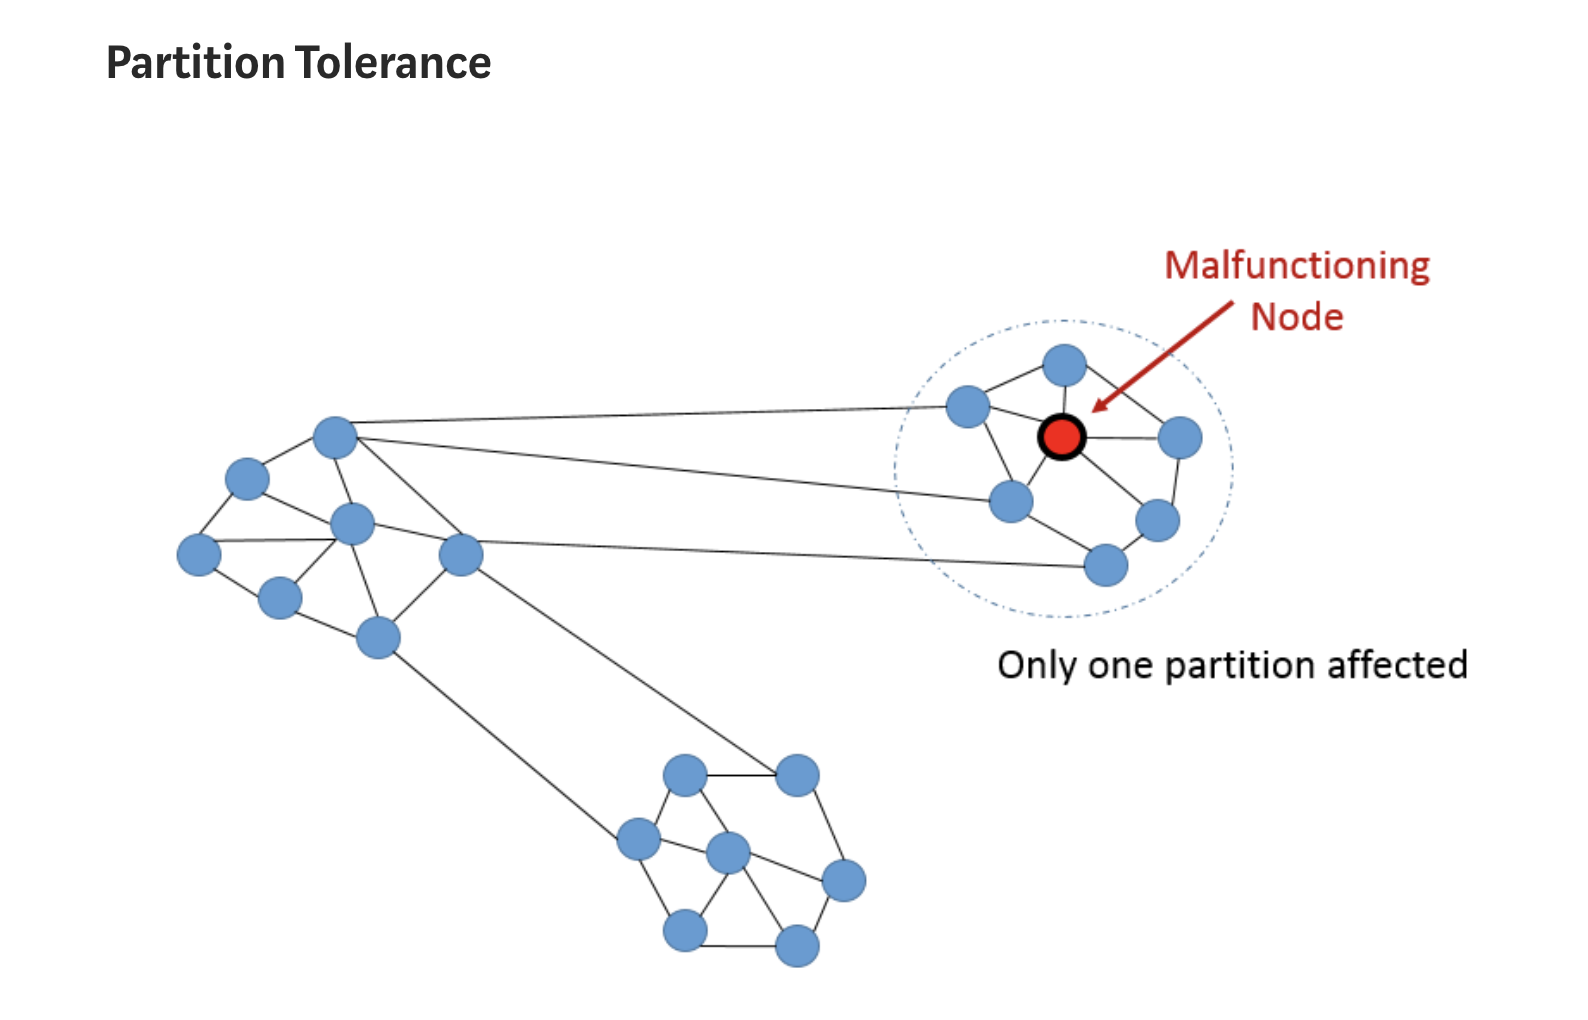 Partition Tolerance
Malfunctioning
Node
Only one partition affected